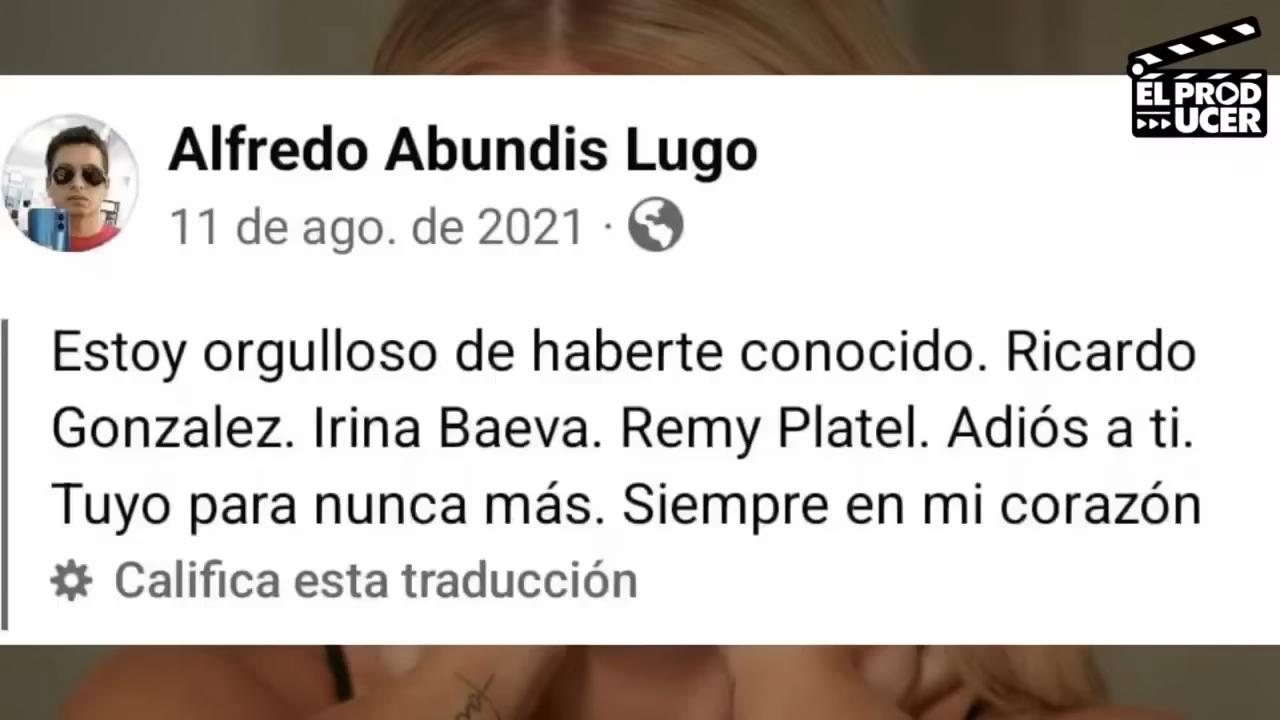 EL PROD
UCER
Alfredo Abundis Lugo
11 de ago. de 2021 ·
Estoy orgulloso de haberte conocido. Ricardo
Gonzalez. Irina Baeva. Remy Platel. Adiós a ti.
Tuyo para nunca más. Siempre en mi corazón
Califica esta traducción